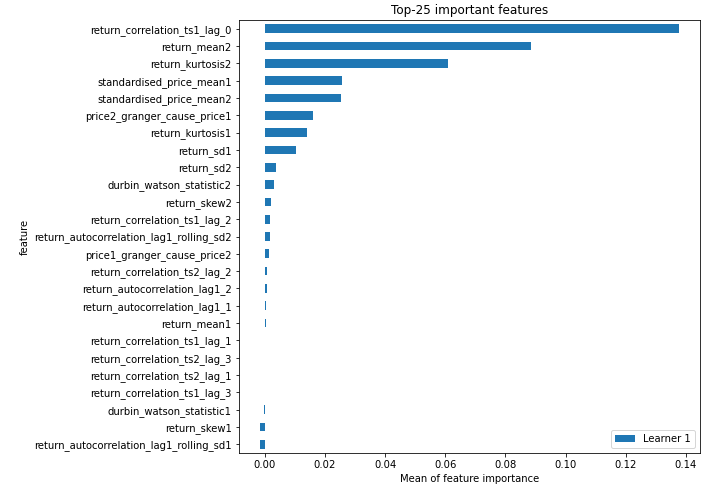 Top-25 important features
return_correlation_ts1_lag_0
return_mean2
return_kurtosis2
standardised_price_mean1
standardised_price_mean2
price2_granger_cause_price1
return_kurtosis1
return_sd1
return_sd2
durbin_watson_statistic2
return_skew2
return_correlation_ts1_lag_2
return_autocorrelation_lag1_rolling_sd2
price1_granger_cause_price2
return_correlation_ts2_lag_2
return_autocorrelation_lag1_2
return_autocorrelation_lag1_1
return_mean1
return_correlation_ts1_lag_1
return_correlation_ts2_lag_3
return_correlation_ts2_lag_1
return_correlation_ts1_lag_3
durbin_watson_statistic1
return_skew1
return_autocorrelation_lag1_rolling_sd1
feature
Learner 1
0.00 0.02 0.04 0.06 0.08 0.10 0.12 0.14
Mean of feature importance